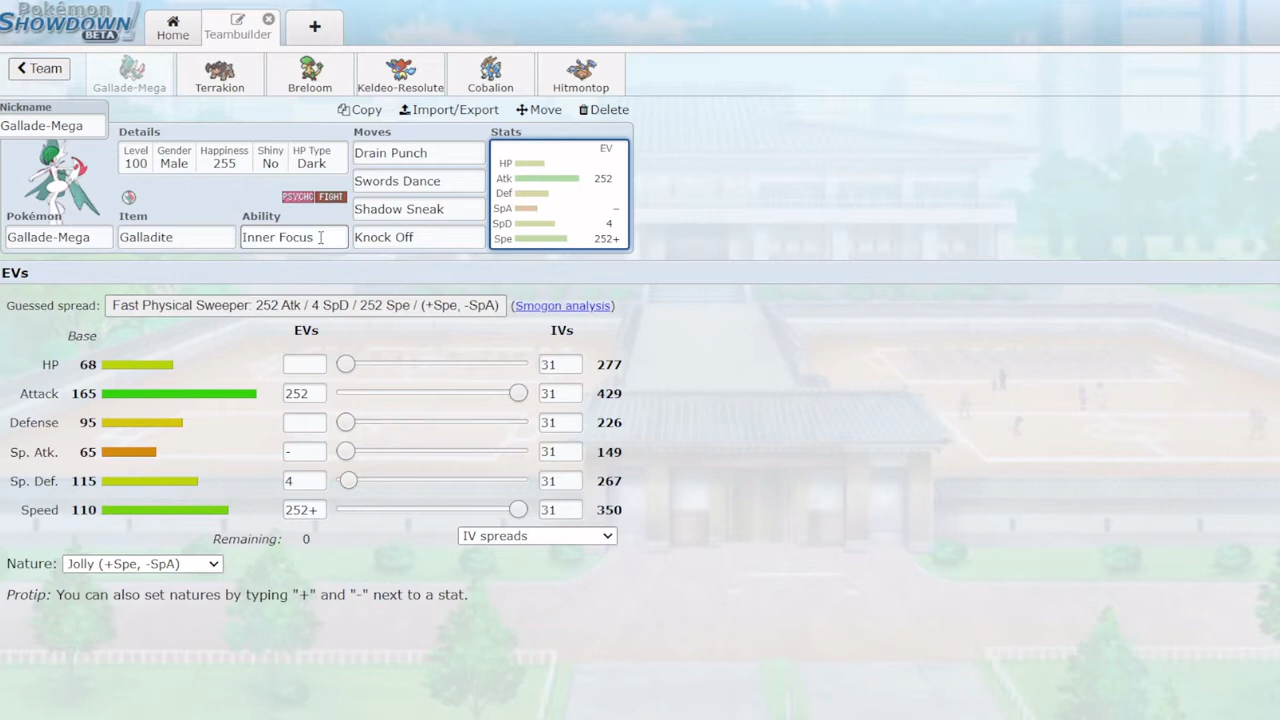 Pokémon
SHOWDOWN
BETA
Home
Teambuilder
+
Team
Gallade-Mega
Terrakion
Breloom
Keldeo-Resolute
Cobalion
Hitmontop
Nickname
Gallade-Mega
Copy
Import/Export
Move
Delete
Details
Level Gender Happiness Shiny HP Type
100 Male 255 No Dark
PSYCHC FIGHT
Pokémon
Gallade-Mega
Item
Galladite
Ability
Inner Focus
Moves
Drain Punch
Swords Dance
Shadow Sneak
Knock Off
Stats
EV
HP
Atk 252
Def
SpA –
SpD 4
Spe 252+
EVs
Guessed spread: Fast Physical Sweeper: 252 Atk / 4 SpD / 252 Spe / (+Spe, -SpA) (Smogon analysis)
Base EVs IVs
HP 68 31 277
Attack 165 252 31 429
Defense 95 31 226
Sp. Atk. 65 - 31 149
Sp. Def. 115 4 31 267
Speed 110 252+ 31 350
Remaining: 0 IV spreads
Nature: Jolly (+Spe, -SpA)
Protip: You can also set natures by typing "+" and "-" next to a stat.